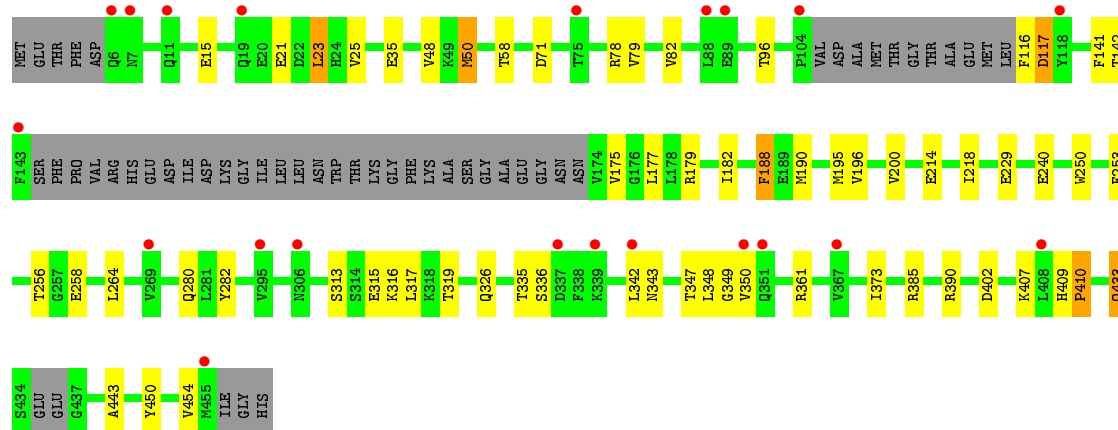 MET GLU THR PHE ASP Q6 N7 Q11 E15 Q19 E20 E21 D22 L23 H24 V25 E35 V48 K49 M50 T58 D71 T75 R78 V79 V82 L88 E89 T96 P104 VAL ASP ALA MET THR GLY THR ALA GLU MET LEU F116 D117 Y118 F141 T142
F143 SER PHE PRO VAL ARG HIS GLU ASP ILE ASP LYS GLY ILE LEU LEU ASN TRP THR LYS GLY PHE LYS ALA SER GLY ALA GLU GLY ASN ASN V174 V175 G176 L177 L178 R179 I182 F188 E189 M190 M195 V196 V200 E214 I218 E229 E240 W250
T256 G257 E258 L264 V269 Q280 L281 Y282 V295 N306 S313 S314 E315 K316 L317 K318 T319 Q326 T335 S336 D337 F338 K339 L342 N343 T347 L348 G349 V350 Q351 R361 V367 I373 R385 R390 D402 K407 L408 H409 P410
S434 GLU GLU G437 A443 Y450 V454 M455 ILE GLY HIS